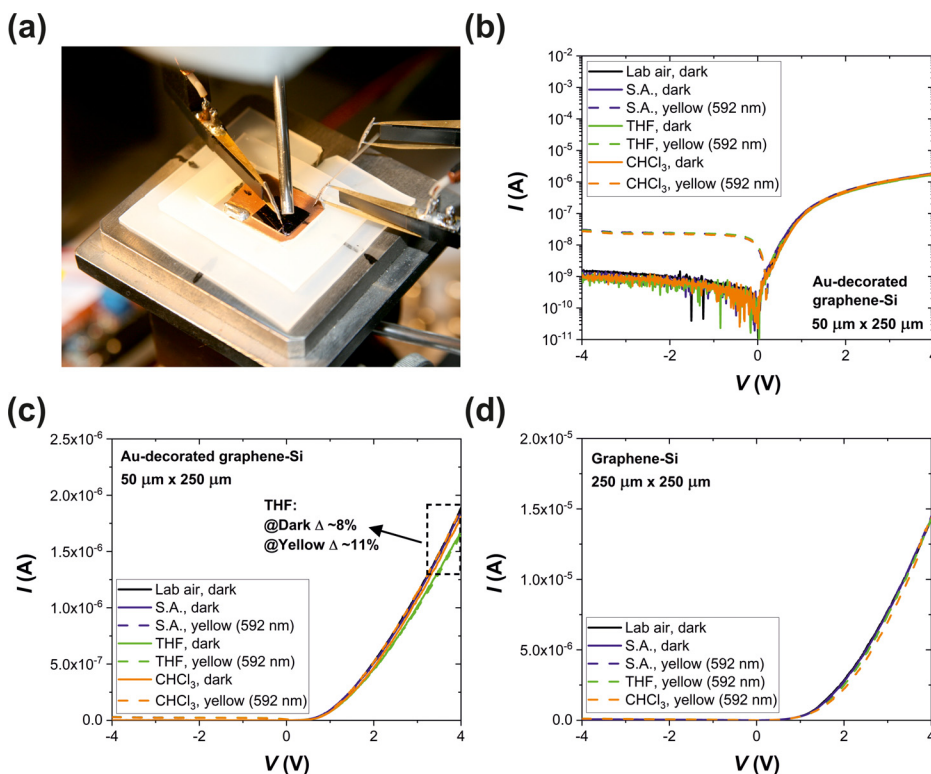 (a)
(b)
10⁻²
10⁻³
10⁻⁴
10⁻⁵
10⁻⁶
10⁻⁷
10⁻⁸
10⁻⁹
10⁻¹⁰
10⁻¹¹
I (A)
Lab air, dark
S.A., dark
S.A., yellow (592 nm)
THF, dark
THF, yellow (592 nm)
CHCl₃, dark
CHCl₃, yellow (592 nm)
Au-decorated
graphene-Si
50 µm x 250 µm
-4 -2 0 2 4
V (V)
(c)
2.5x10⁻⁶
2.0x10⁻⁶
1.5x10⁻⁶
1.0x10⁻⁶
5.0x10⁻⁷
0.0
I (A)
Au-decorated graphene-Si
50 µm x 250 µm
THF:
@Dark Δ ~8%
@Yellow Δ ~11%
Lab air, dark
S.A., dark
S.A., yellow (592 nm)
THF, dark
THF, yellow (592 nm)
CHCl₃, dark
CHCl₃, yellow (592 nm)
-4 -2 0 2 4
V (V)
(d)
2.0x10⁻⁵
1.5x10⁻⁵
1.0x10⁻⁵
5.0x10⁻⁶
0.0
I (A)
Graphene-Si
250 µm x 250 µm
Lab air, dark
S.A., dark
S.A., yellow (592 nm)
THF, yellow (592 nm)
CHCl₃, yellow (592 nm)
-4 -2 0 2 4
V (V)